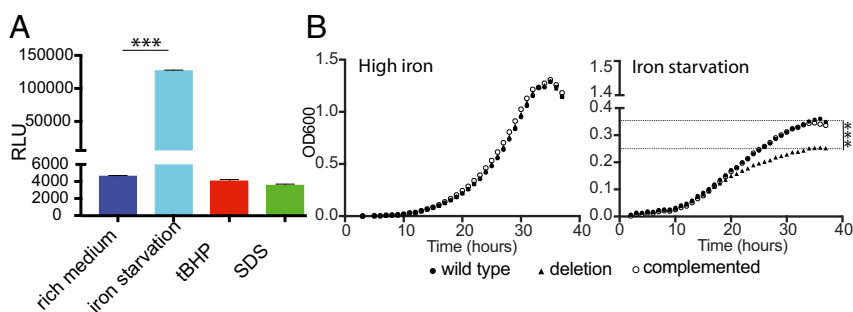 A
***
RLU
150000
100000
50000
6000
4000
2000
0
rich medium
iron starvation
tBHP
SDS
B
High iron
OD600
1.5
1.0
0.5
0.0
10 20 30 40
Time (hours)
Iron starvation
1.5
1.4
0.4
0.3
0.2
0.1
0.0
0 10 20 30 40
Time (hours)
***
● wild type ▲ deletion ○ complemented